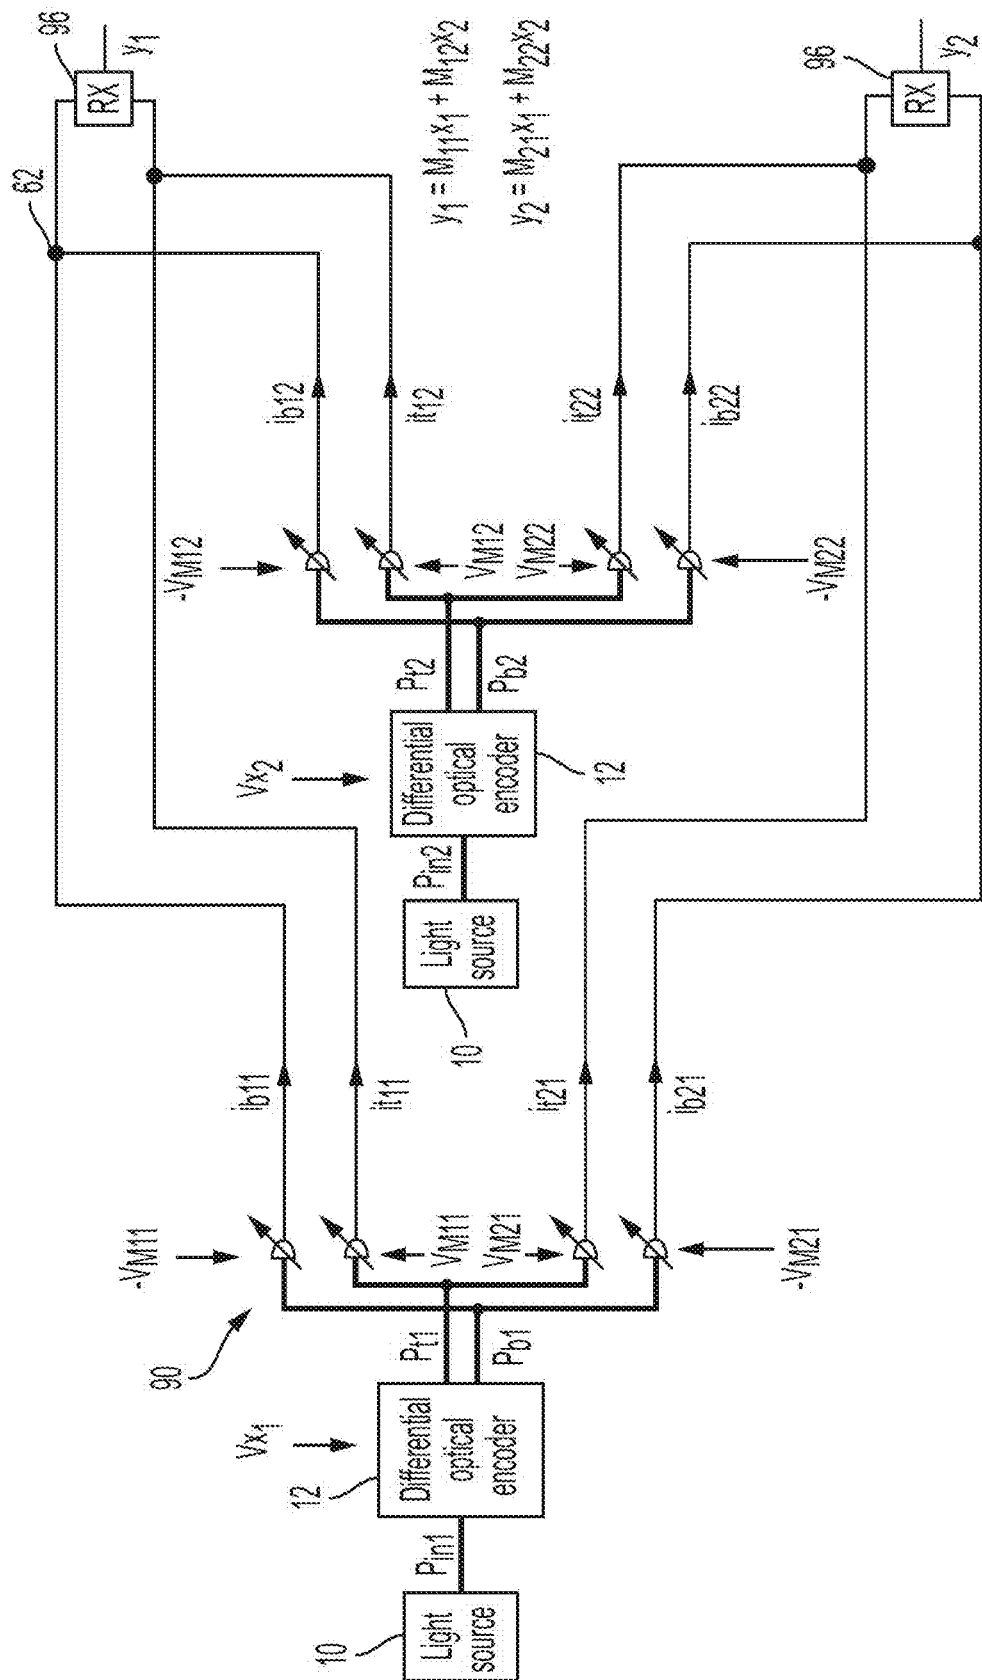 96
y1
RX
62
y1 = M11x1 + M12x2
y2 = M21x1 + M22x2
96
y2
RX
ib12
it12
it22
ib22
-VM12
VM12
VM22
-VM22
Pt2
Pb2
Vx2
Differential
optical
encoder
12
Pin2
Light
source
10
ib11
it11
it21
ib21
-VM11
VM11
VM21
-VM21
90
Pt1
Pb1
Vx1
12
Differential
optical
encoder
Pin1
10
Light
source